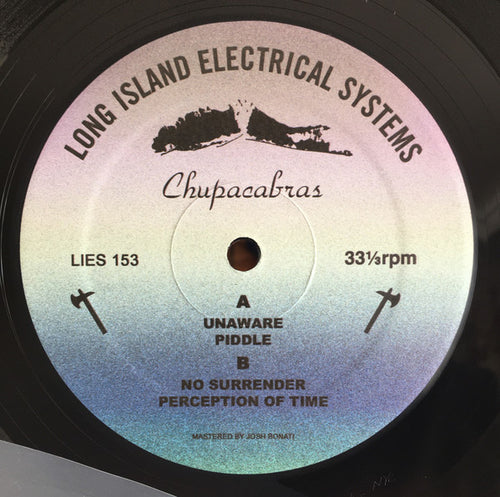 LONG ISLAND ELECTRICAL SYSTEMS
Chupacabras
LIES 153
33⅓rpm
A
UNAWARE
PIDDLE
B
NO SURRENDER
PERCEPTION OF TIME
MASTERED BY JOSH BONATI